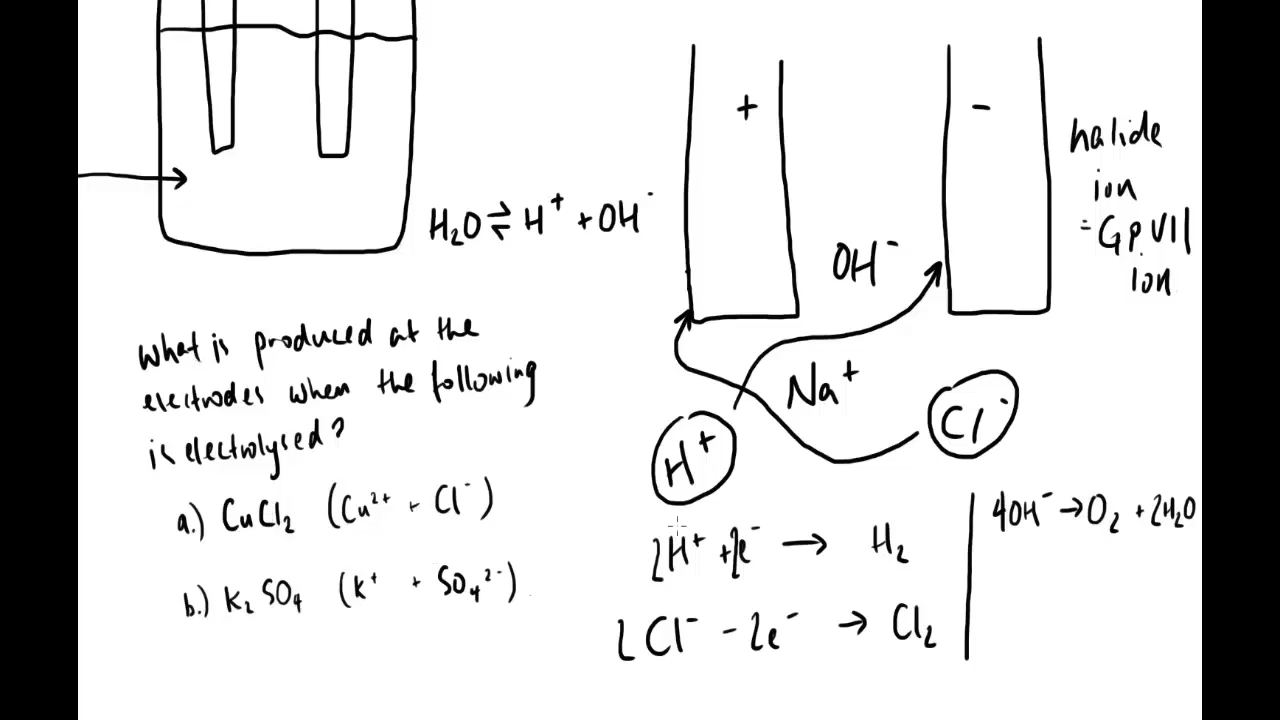 H₂O ⇌ H⁺ + OH⁻
What is produced at the
electrodes when the following
is electrolysed?
a.) CuCl₂ (Cu²⁺ + Cl⁻)
b.) K₂SO₄ (K⁺ + SO₄²⁻)
+
-
halide
ion
= Gp. VII
ion
OH⁻
Na⁺
H⁺
Cl⁻
2H⁺ + 2e⁻ → H₂
2Cl⁻ - 2e⁻ → Cl₂
4OH⁻ → O₂ + 2H₂O